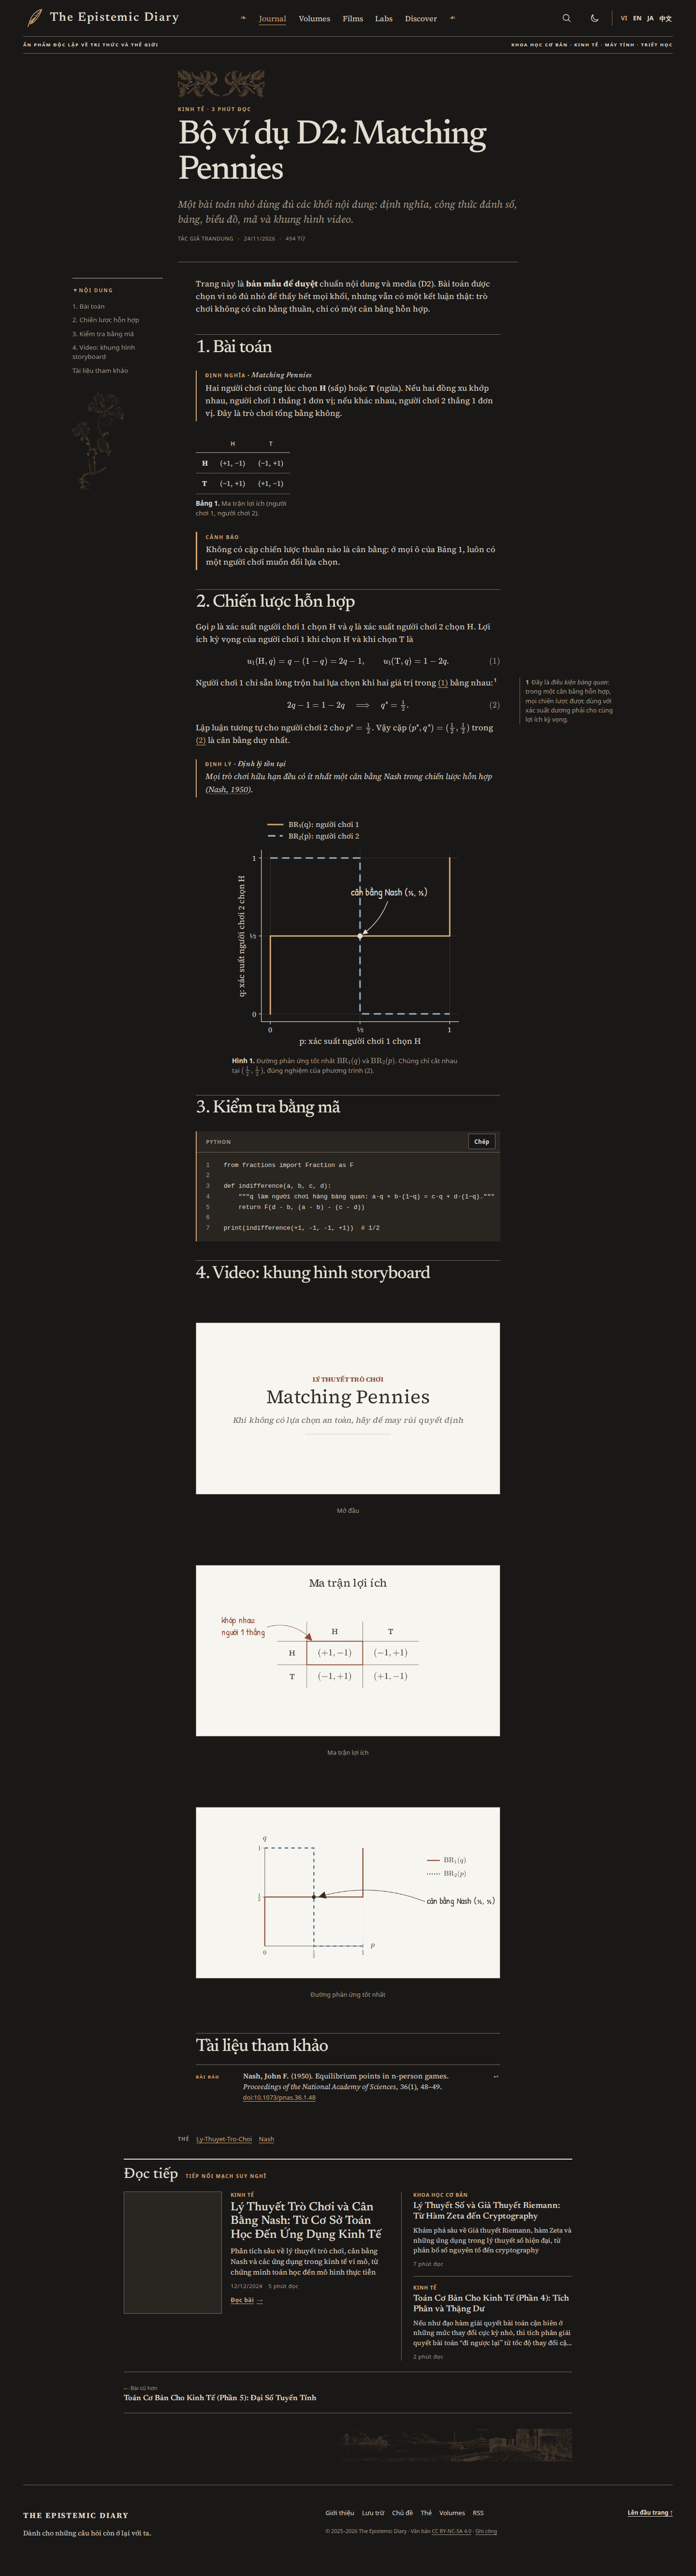 The Epistemic Diary
❧ Journal Volumes Films Labs Discover ☙
VI EN JA 中文
ẤN PHẨM ĐỘC LẬP VỀ TRI THỨC VÀ THẾ GIỚI
KHOA HỌC CƠ BẢN · KINH TẾ · MÁY TÍNH · TRIẾT HỌC
KINH TẾ · 3 PHÚT ĐỌC
Bộ ví dụ D2: Matching
Pennies
Một bài toán nhỏ dùng đủ các khối nội dung: định nghĩa, công thức đánh số,
bảng, biểu đồ, mã và khung hình video.
TÁC GIẢ TRANDUNG · 24/11/2026 · 494 TỪ
▾ NỘI DUNG
1. Bài toán
2. Chiến lược hỗn hợp
3. Kiểm tra bằng mã
4. Video: khung hình
storyboard
Tài liệu tham khảo
Trang này là bản mẫu để duyệt chuẩn nội dung và media (D2). Bài toán được
chọn vì nó đủ nhỏ để thấy hết mọi khối, nhưng vẫn có một kết luận thật: trò
chơi không có cân bằng thuần, chỉ có một cân bằng hỗn hợp.
1. Bài toán
ĐỊNH NGHĨA · Matching Pennies
Hai người chơi cùng lúc chọn H (sấp) hoặc T (ngửa). Nếu hai đồng xu khớp
nhau, người chơi 1 thắng 1 đơn vị; nếu khác nhau, người chơi 2 thắng 1 đơn
vị. Đây là trò chơi tổng bằng không.
H T
H (+1, −1) (−1, +1)
T (−1, +1) (+1, −1)
Bảng 1. Ma trận lợi ích (người
chơi 1, người chơi 2).
CẢNH BÁO
Không có cặp chiến lược thuần nào là cân bằng: ở mọi ô của Bảng 1, luôn có
một người chơi muốn đổi lựa chọn.
2. Chiến lược hỗn hợp
Gọi p là xác suất người chơi 1 chọn H và q là xác suất người chơi 2 chọn H. Lợi
ích kỳ vọng của người chơi 1 khi chọn H và khi chọn T là
u₁(H, q) = q − (1 − q) = 2q − 1, u₁(T, q) = 1 − 2q. (1)
Người chơi 1 chỉ sẵn lòng trộn hai lựa chọn khi hai giá trị trong (1) bằng nhau:¹
2q − 1 = 1 − 2q ⟹ q* = 1/2. (2)
Lập luận tương tự cho người chơi 2 cho p* = 1/2. Vậy cặp (p*, q*) = (1/2, 1/2) trong
(2) là cân bằng duy nhất.
1 Đây là điều kiện bàng quan:
trong một cân bằng hỗn hợp,
mọi chiến lược được dùng với
xác suất dương phải cho cùng
lợi ích kỳ vọng.
ĐỊNH LÝ · Định lý tồn tại
Mọi trò chơi hữu hạn đều có ít nhất một cân bằng Nash trong chiến lược hỗn hợp
(Nash, 1950).
BR₁(q): người chơi 1
BR₂(p): người chơi 2
cân bằng Nash (½, ½)
q: xác suất người chơi 2 chọn H
1
½
0
0 ½ 1
p: xác suất người chơi 1 chọn H
Hình 1. Đường phản ứng tốt nhất BR₁(q) và BR₂(p). Chúng chỉ cắt nhau
tại (1/2, 1/2), đúng nghiệm của phương trình (2).
3. Kiểm tra bằng mã
PYTHON Chép
1 from fractions import Fraction as F
2
3 def indifference(a, b, c, d):
4 """q làm người chơi hàng bàng quan: a·q + b·(1−q) = c·q + d·(1−q)."""
5 return F(d - b, (a - b) - (c - d))
6
7 print(indifference(+1, -1, -1, +1)) # 1/2
4. Video: khung hình storyboard
LÝ THUYẾT TRÒ CHƠI
Matching Pennies
Khi không có lựa chọn an toàn, hãy để may rủi quyết định
Mở đầu
Ma trận lợi ích
khớp nhau:
người 1 thắng
H T
H (+1, −1) (−1, +1)
T (−1, +1) (+1, −1)
Ma trận lợi ích
q
1
1/2
0 1/2 1 p
BR₁(q)
BR₂(p)
cân bằng Nash (½, ½)
Đường phản ứng tốt nhất
Tài liệu tham khảo
BÀI BÁO Nash, John F. (1950). Equilibrium points in n-person games. ↩
Proceedings of the National Academy of Sciences, 36(1), 48–49.
doi:10.1073/pnas.36.1.48
THẺ Ly-Thuyet-Tro-Choi Nash
Đọc tiếp TIẾP NỐI MẠCH SUY NGHĨ
KINH TẾ
Lý Thuyết Trò Chơi và Cân
Bằng Nash: Từ Cơ Sở Toán
Học Đến Ứng Dụng Kinh Tế
Phân tích sâu về lý thuyết trò chơi, cân bằng
Nash và các ứng dụng trong kinh tế vi mô, từ
chứng minh toán học đến mô hình thực tiễn
12/12/2024 5 phút đọc
Đọc bài →
KHOA HỌC CƠ BẢN
Lý Thuyết Số và Giả Thuyết Riemann:
Từ Hàm Zeta đến Cryptography
Khám phá sâu về Giả thuyết Riemann, hàm Zeta và
những ứng dụng trong lý thuyết số hiện đại, từ
phân bố số nguyên tố đến cryptography
7 phút đọc
KINH TẾ
Toán Cơ Bản Cho Kinh Tế (Phần 4): Tích
Phân và Thặng Dư
Nếu như đạo hàm giải quyết bài toán cận biên ở
những mức thay đổi cực kỳ nhỏ, thì tích phân giải
quyết bài toán “đi ngược lại” từ tốc độ thay đổi cậ…
2 phút đọc
← Bài cũ hơn
Toán Cơ Bản Cho Kinh Tế (Phần 5): Đại Số Tuyến Tính
THE EPISTEMIC DIARY
Dành cho những câu hỏi còn ở lại với ta.
Giới thiệu Lưu trữ Chủ đề Thẻ Volumes RSS
© 2025–2026 The Epistemic Diary · Văn bản CC BY-NC-SA 4.0 · Ghi công
Lên đầu trang ↑